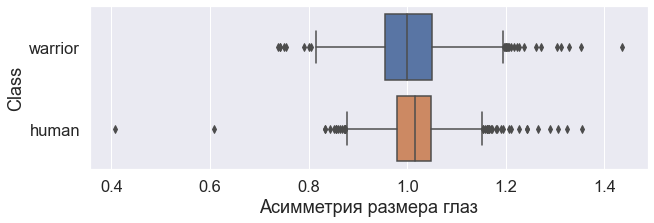 Class
warrior
human
0.4 0.6 0.8 1.0 1.2 1.4
Асимметрия размера глаз